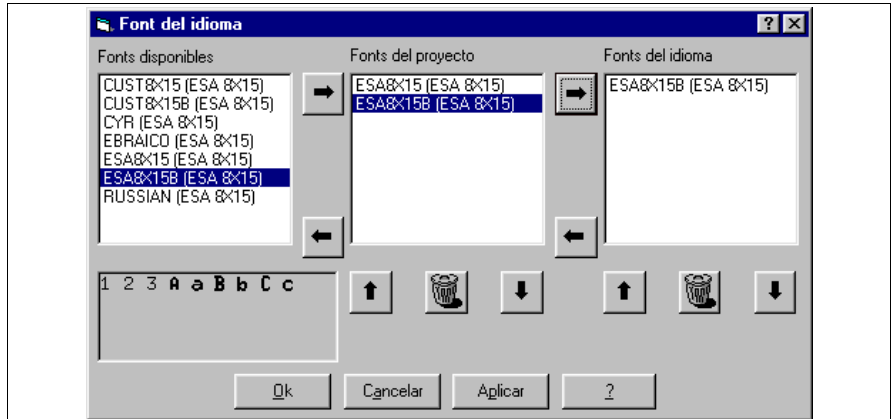 Font del idioma
Fonts disponibles
Fonts del proyecto
Fonts del idioma
CUST8X15 (ESA 8X15)
CUST8X15B (ESA 8X15)
CYR (ESA 8X15)
EBRAICO (ESA 8X15)
ESA8X15 (ESA 8X15)
ESA8X15B (ESA 8X15)
RUSSIAN (ESA 8X15)
ESA8X15 (ESA 8X15)
ESA8X15B (ESA 8X15)
ESA8X15B (ESA 8X15)
1 2 3 A a B b C c
Ok
Cancelar
Aplicar
?